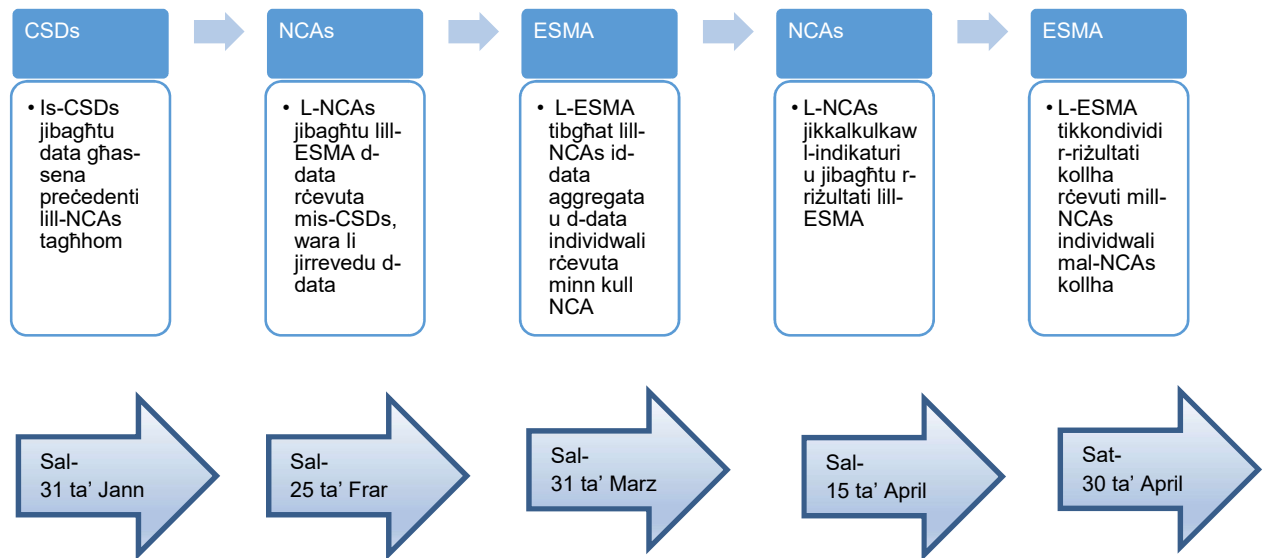 CSDs
NCAs
ESMA
NCAs
ESMA
• Is-CSDs
jibagħtu
data għas-
sena
preċedenti
lill-NCAs
tagħhom
• L-NCAs
jibagħtu lill-
ESMA d-
data
rċevuta
mis-CSDs,
wara li
jirrevedu d-
data
• L-ESMA
tibgħat lill-
NCAs id-
data
aggregata
u d-data
individwali
rċevuta
minn kull
NCA
• L-NCAs
jikkalkulkaw
l-indikaturi
u jibagħtu r-
riżultati lill-
ESMA
• L-ESMA
tikkondividi
r-riżultati
kollha
rċevuti mill-
NCAs
individwali
mal-NCAs
kollha
Sal-
31 ta’ Jann
Sal-
25 ta’ Frar
Sal-
31 ta’ Marz
Sal-
15 ta’ April
Sat-
30 ta’ April